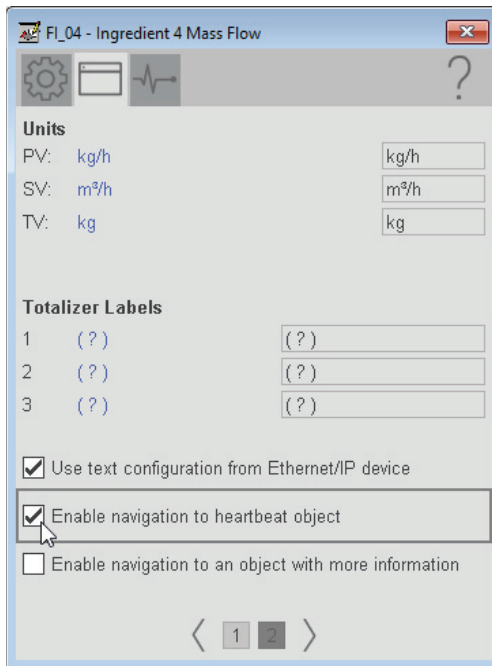 FI_04 - Ingredient 4 Mass Flow
?
Units
PV: kg/h kg/h
SV: m³/h m³/h
TV: kg kg
Totalizer Labels
1 ( ? ) ( ? )
2 ( ? ) ( ? )
3 ( ? ) ( ? )
Use text configuration from Ethernet/IP device
Enable navigation to heartbeat object
Enable navigation to an object with more information
1 2